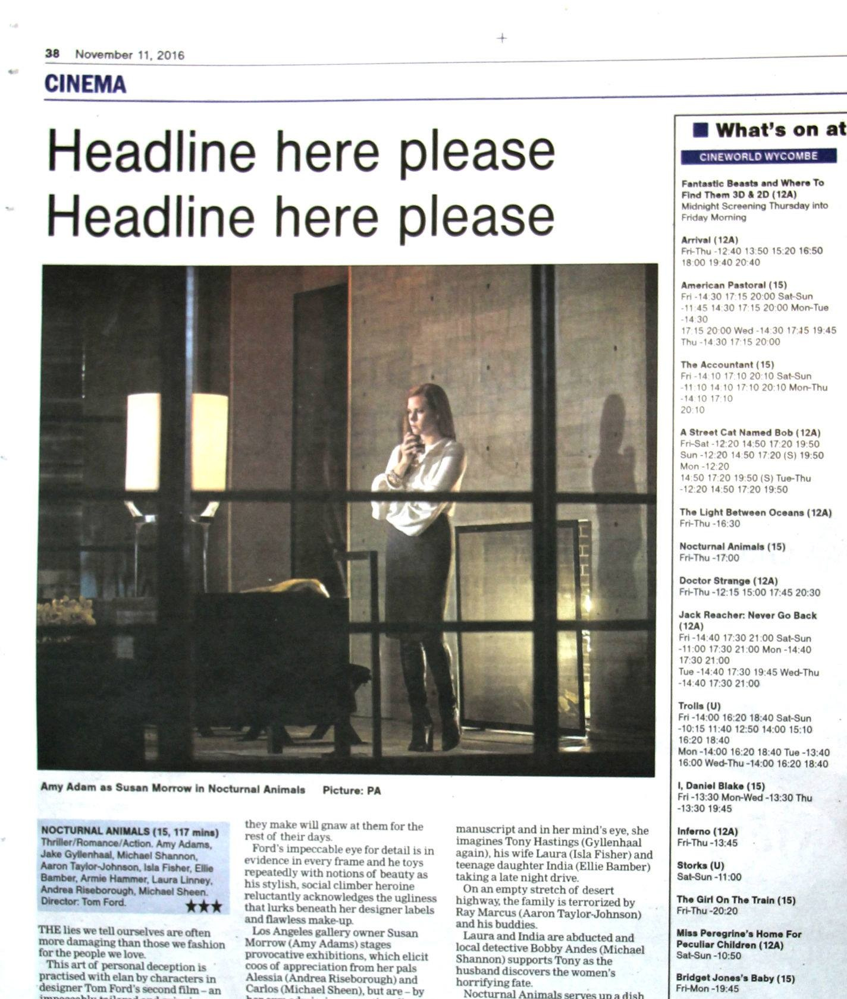 38 November 11, 2016
CINEMA
Headline here please
Headline here please
Amy Adam as Susan Morrow in Nocturnal Animals Picture: PA
NOCTURNAL ANIMALS (15, 117 mins)
Thriller/Romance/Action. Amy Adams,
Jake Gyllenhaal, Michael Shannon,
Aaron Taylor-Johnson, Isla Fisher, Ellie
Bamber, Armie Hammer, Laura Linney,
Andrea Riseborough, Michael Sheen.
Director: Tom Ford. ★★★
THE lies we tell ourselves are often
more damaging than those we fashion
for the people we love.
This art of personal deception is
practised with elan by characters in
designer Tom Ford's second film – an
they make will gnaw at them for the
rest of their days.
Ford's impeccable eye for detail is in
evidence in every frame and he toys
repeatedly with notions of beauty as
his stylish, social climber heroine
reluctantly acknowledges the ugliness
that lurks beneath her designer labels
and flawless make-up.
Los Angeles gallery owner Susan
Morrow (Amy Adams) stages
provocative exhibitions, which elicit
coos of appreciation from her pals
Alessia (Andrea Riseborough) and
Carlos (Michael Sheen), but are – by
manuscript and in her mind's eye, she
imagines Tony Hastings (Gyllenhaal
again), his wife Laura (Isla Fisher) and
teenage daughter India (Ellie Bamber)
taking a late night drive.
On an empty stretch of desert
highway, the family is terrorized by
Ray Marcus (Aaron Taylor-Johnson)
and his buddies.
Laura and India are abducted and
local detective Bobby Andes (Michael
Shannon) supports Tony as the
husband discovers the women's
horrifying fate.
Nocturnal Animals serves up a dish
What's on at
CINEWORLD WYCOMBE
Fantastic Beasts and Where To
Find Them 3D & 2D (12A)
Midnight Screening Thursday into
Friday Morning
Arrival (12A)
Fri-Thu -12:40 13:50 15:20 16:50
18:00 19:40 20:40
American Pastoral (15)
Fri -14:30 17:15 20:00 Sat-Sun
-11:45 14:30 17:15 20:00 Mon-Tue
-14:30
17:15 20:00 Wed -14:30 17:15 19:45
Thu -14:30 17:15 20:00
The Accountant (15)
Fri -14:10 17:10 20:10 Sat-Sun
-11:10 14:10 17:10 20:10 Mon-Thu
-14:10 17:10
20:10
A Street Cat Named Bob (12A)
Fri-Sat -12:20 14:50 17:20 19:50
Sun -12:20 14:50 17:20 (S) 19:50
Mon -12:20
14:50 17:20 19:50 (S) Tue-Thu
-12:20 14:50 17:20 19:50
The Light Between Oceans (12A)
Fri-Thu -16:30
Nocturnal Animals (15)
Fri-Thu -17:00
Doctor Strange (12A)
Fri-Thu -12:15 15:00 17:45 20:30
Jack Reacher: Never Go Back
(12A)
Fri -14:40 17:30 21:00 Sat-Sun
-11:00 17:30 21:00 Mon -14:40
17:30 21:00
Tue -14:40 17:30 19:45 Wed-Thu
-14:40 17:30 21:00
Trolls (U)
Fri -14:00 16:20 18:40 Sat-Sun
-10:15 11:40 12:50 14:00 15:10
16:20 18:40
Mon -14:00 16:20 18:40 Tue -13:40
16:00 Wed-Thu -14:00 16:20 18:40
I, Daniel Blake (15)
Fri -13:30 Mon-Wed -13:30 Thu
-13:30 19:45
Inferno (12A)
Fri-Thu -13:45
Storks (U)
Sat-Sun -11:00
The Girl On The Train (15)
Fri-Thu -20:20
Miss Peregrine's Home For
Peculiar Children (12A)
Sat-Sun -10:50
Bridget Jones's Baby (15)
Fri-Mon -19:45